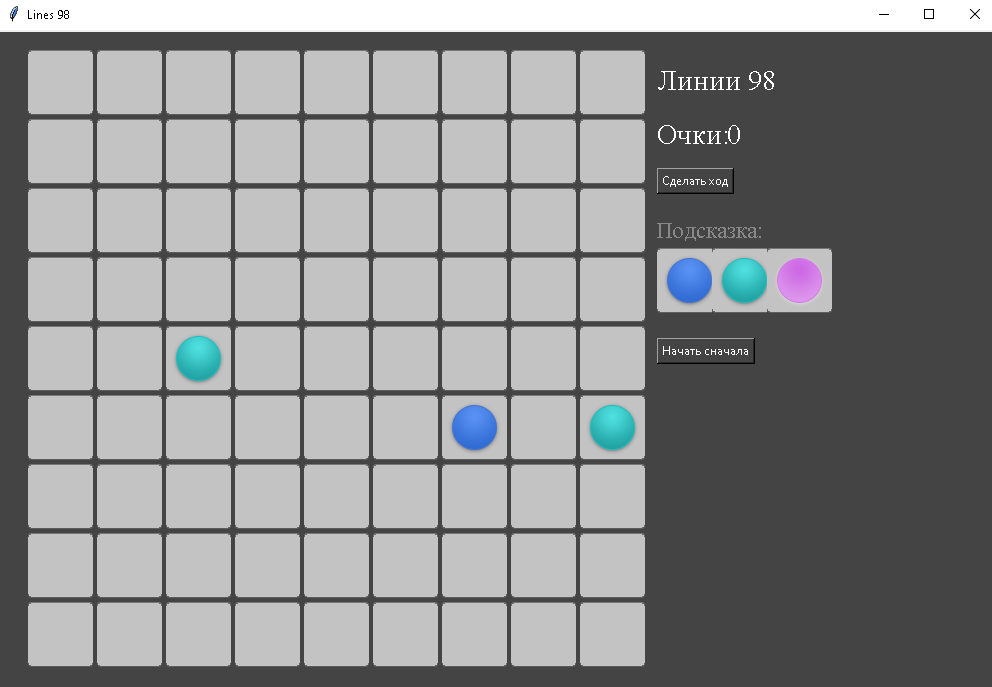 Lines 98
Линии 98
Очки:0
Сделать ход
Подсказка:
Начать сначала